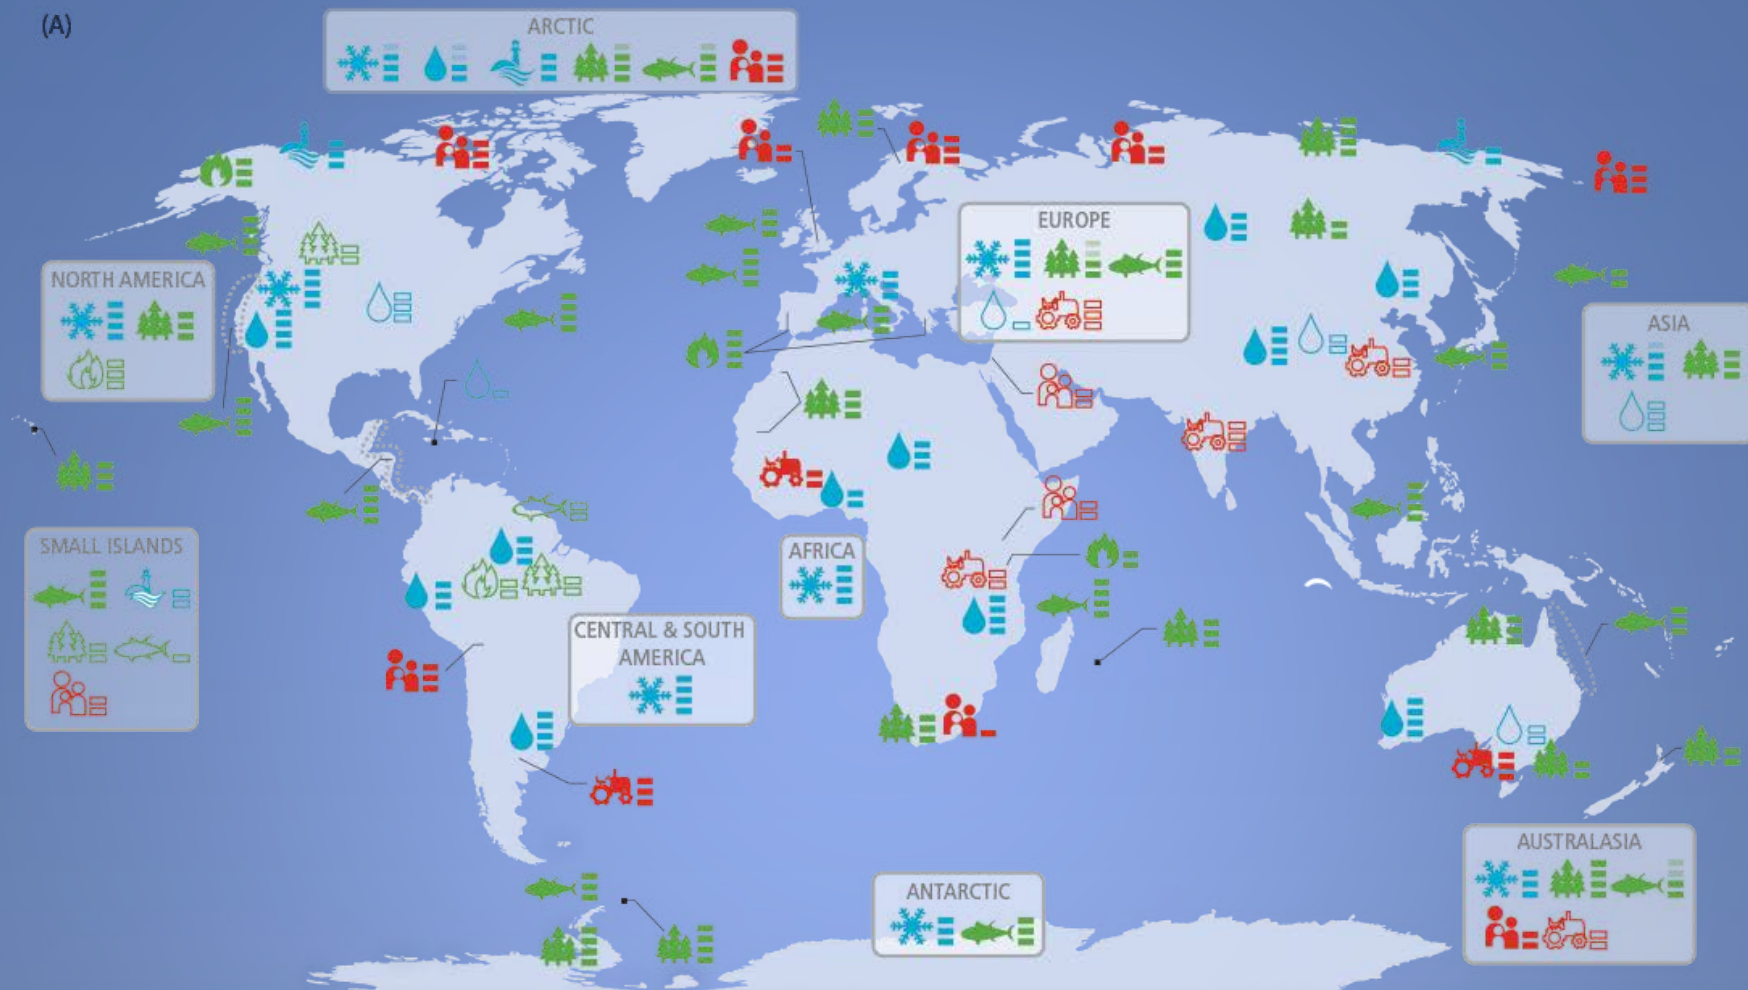 (A)
ARCTIC
EUROPE
NORTH AMERICA
ASIA
SMALL ISLANDS
AFRICA
CENTRAL & SOUTH
AMERICA
AUSTRALASIA
ANTARCTIC